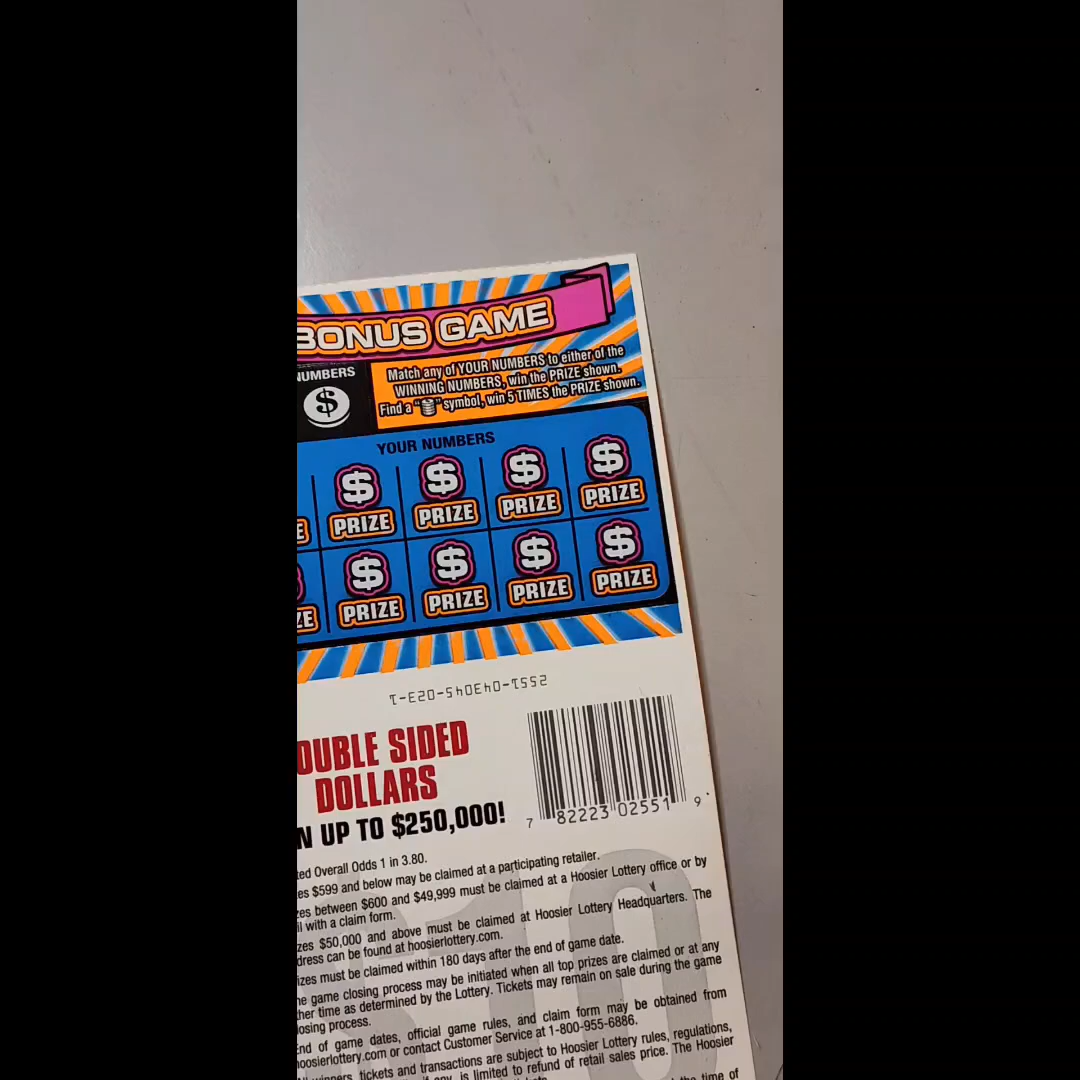 BONUS GAME
NUMBERS
Match any of YOUR NUMBERS to either of the
WINNING NUMBERS, win the PRIZE shown.
Find a " " symbol, win 5 TIMES the PRIZE shown.
$
YOUR NUMBERS
$ $ $ $
PRIZE PRIZE PRIZE PRIZE
$ $ $ $
PRIZE PRIZE PRIZE PRIZE
2551-043045-023-1
OUBLE SIDED
DOLLARS
N UP TO $250,000!
7 82223 02551 9
ted Overall Odds 1 in 3.80.
es $599 and below may be claimed at a participating retailer.
zes between $600 and $49,999 must be claimed at a Hoosier Lottery office or by
il with a claim form.
zes $50,000 and above must be claimed at Hoosier Lottery Headquarters. The
dress can be found at hoosierlottery.com.
izes must be claimed within 180 days after the end of game date.
he game closing process may be initiated when all top prizes are claimed or at any
her time as determined by the Lottery. Tickets may remain on sale during the game
losing process.
End of game dates, official game rules, and claim form may be obtained from
hoosierlottery.com or contact Customer Service at 1-800-955-6886.
All winners, tickets and transactions are subject to Hoosier Lottery rules, regulations,
if any, is limited to refund of retail sales price. The Hoosier
the time of